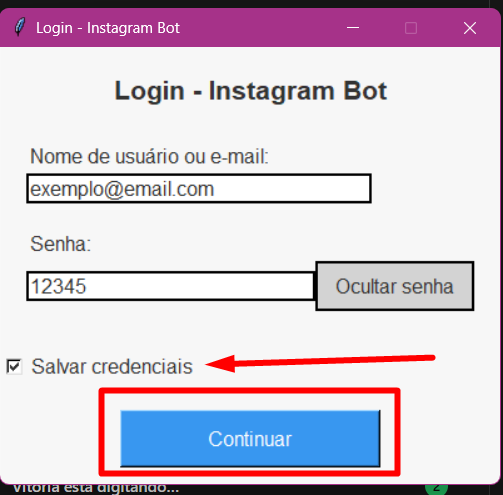 Login - Instagram Bot
Login - Instagram Bot
Nome de usuário ou e-mail:
exemplo@email.com
Senha:
12345
Ocultar senha
Salvar credenciais
Continuar
Vitória está digitando...
2